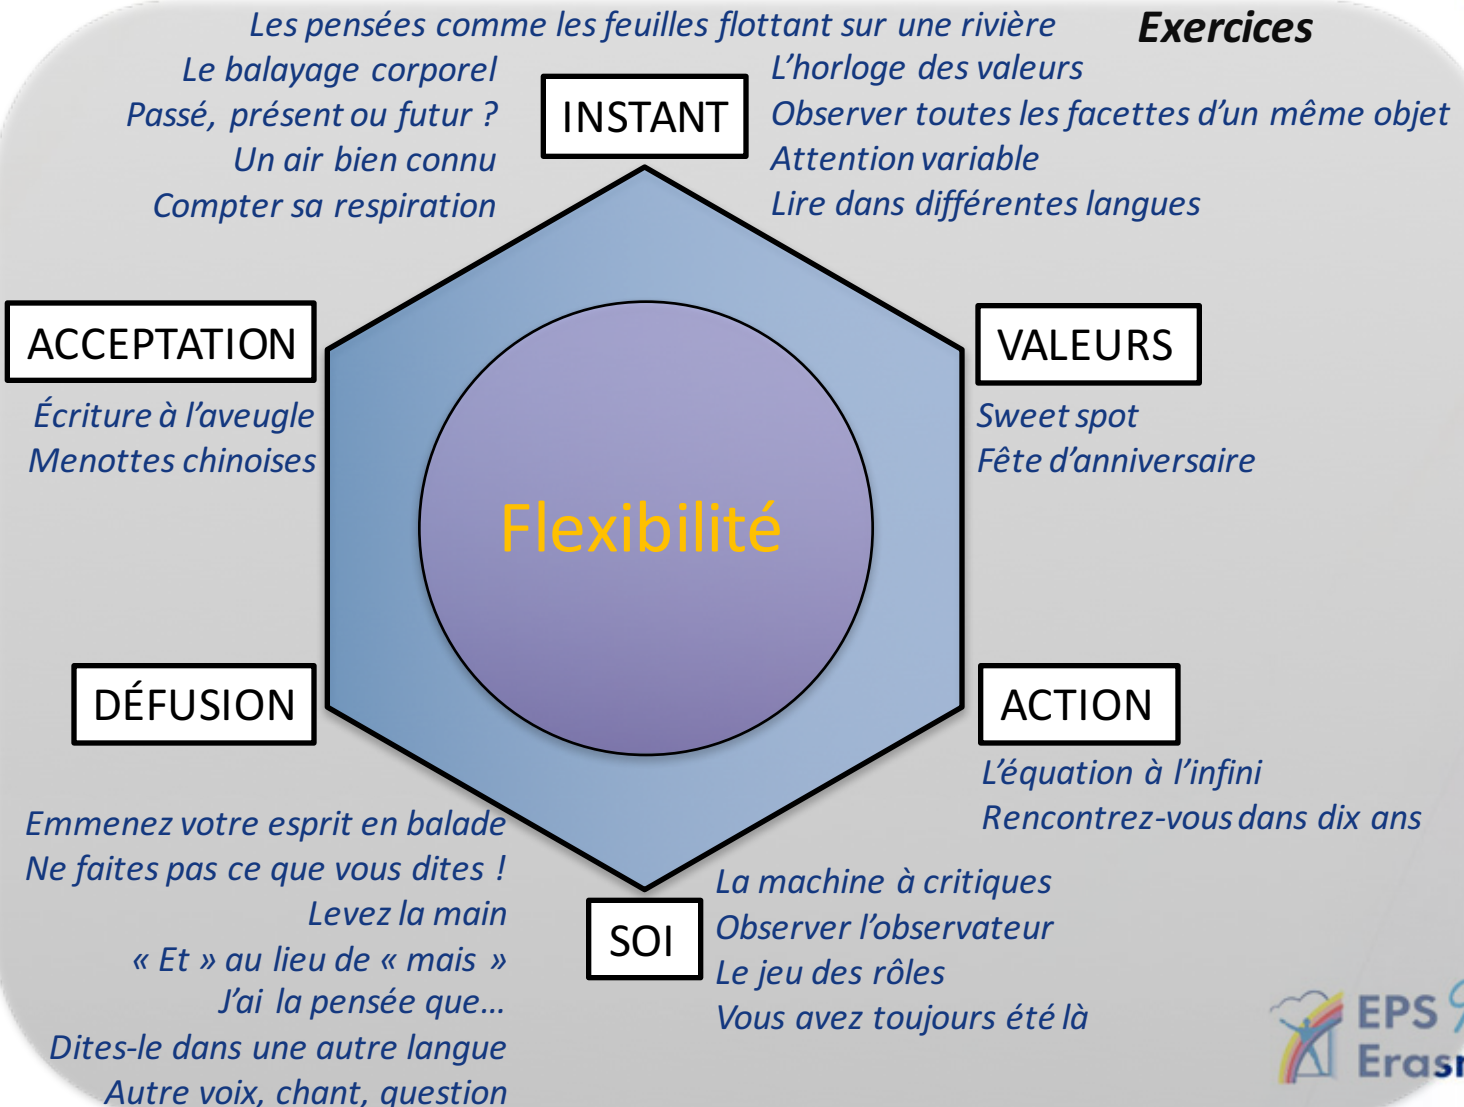 Les pensées comme les feuilles flottant sur une rivière
Exercices
Le balayage corporel
Passé, présent ou futur ?
Un air bien connu
Compter sa respiration
INSTANT
L'horloge des valeurs
Observer toutes les facettes d'un même objet
Attention variable
Lire dans différentes langues
ACCEPTATION
Écriture à l'aveugle
Menottes chinoises
VALEURS
Sweet spot
Fête d'anniversaire
Flexibilité
DÉFUSION
Emmenez votre esprit en balade
Ne faites pas ce que vous dites !
Levez la main
« Et » au lieu de « mais »
J'ai la pensée que…
Dites-le dans une autre langue
Autre voix, chant, question
ACTION
L'équation à l'infini
Rencontrez-vous dans dix ans
SOI
La machine à critiques
Observer l'observateur
Le jeu des rôles
Vous avez toujours été là
EPS